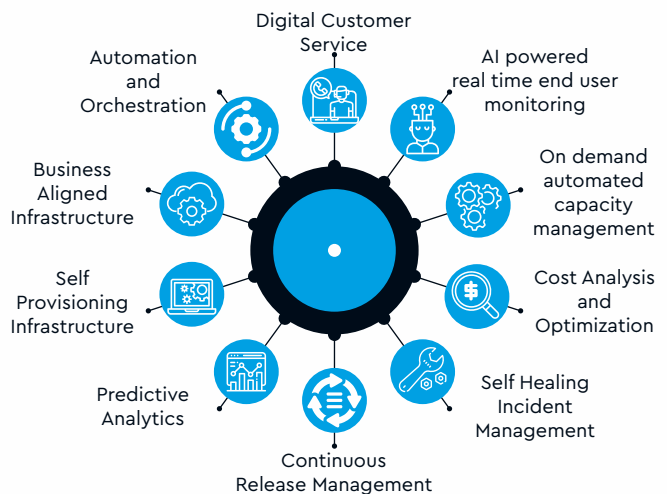 Digital Customer
Service
AI powered
real time end user
monitoring
On demand
automated
capacity
management
Cost Analysis
and
Optimization
Self Healing
Incident
Management
Continuous
Release Management
Predictive
Analytics
Self
Provisioning
Infrastructure
Business
Aligned
Infrastructure
Automation
and
Orchestration
$